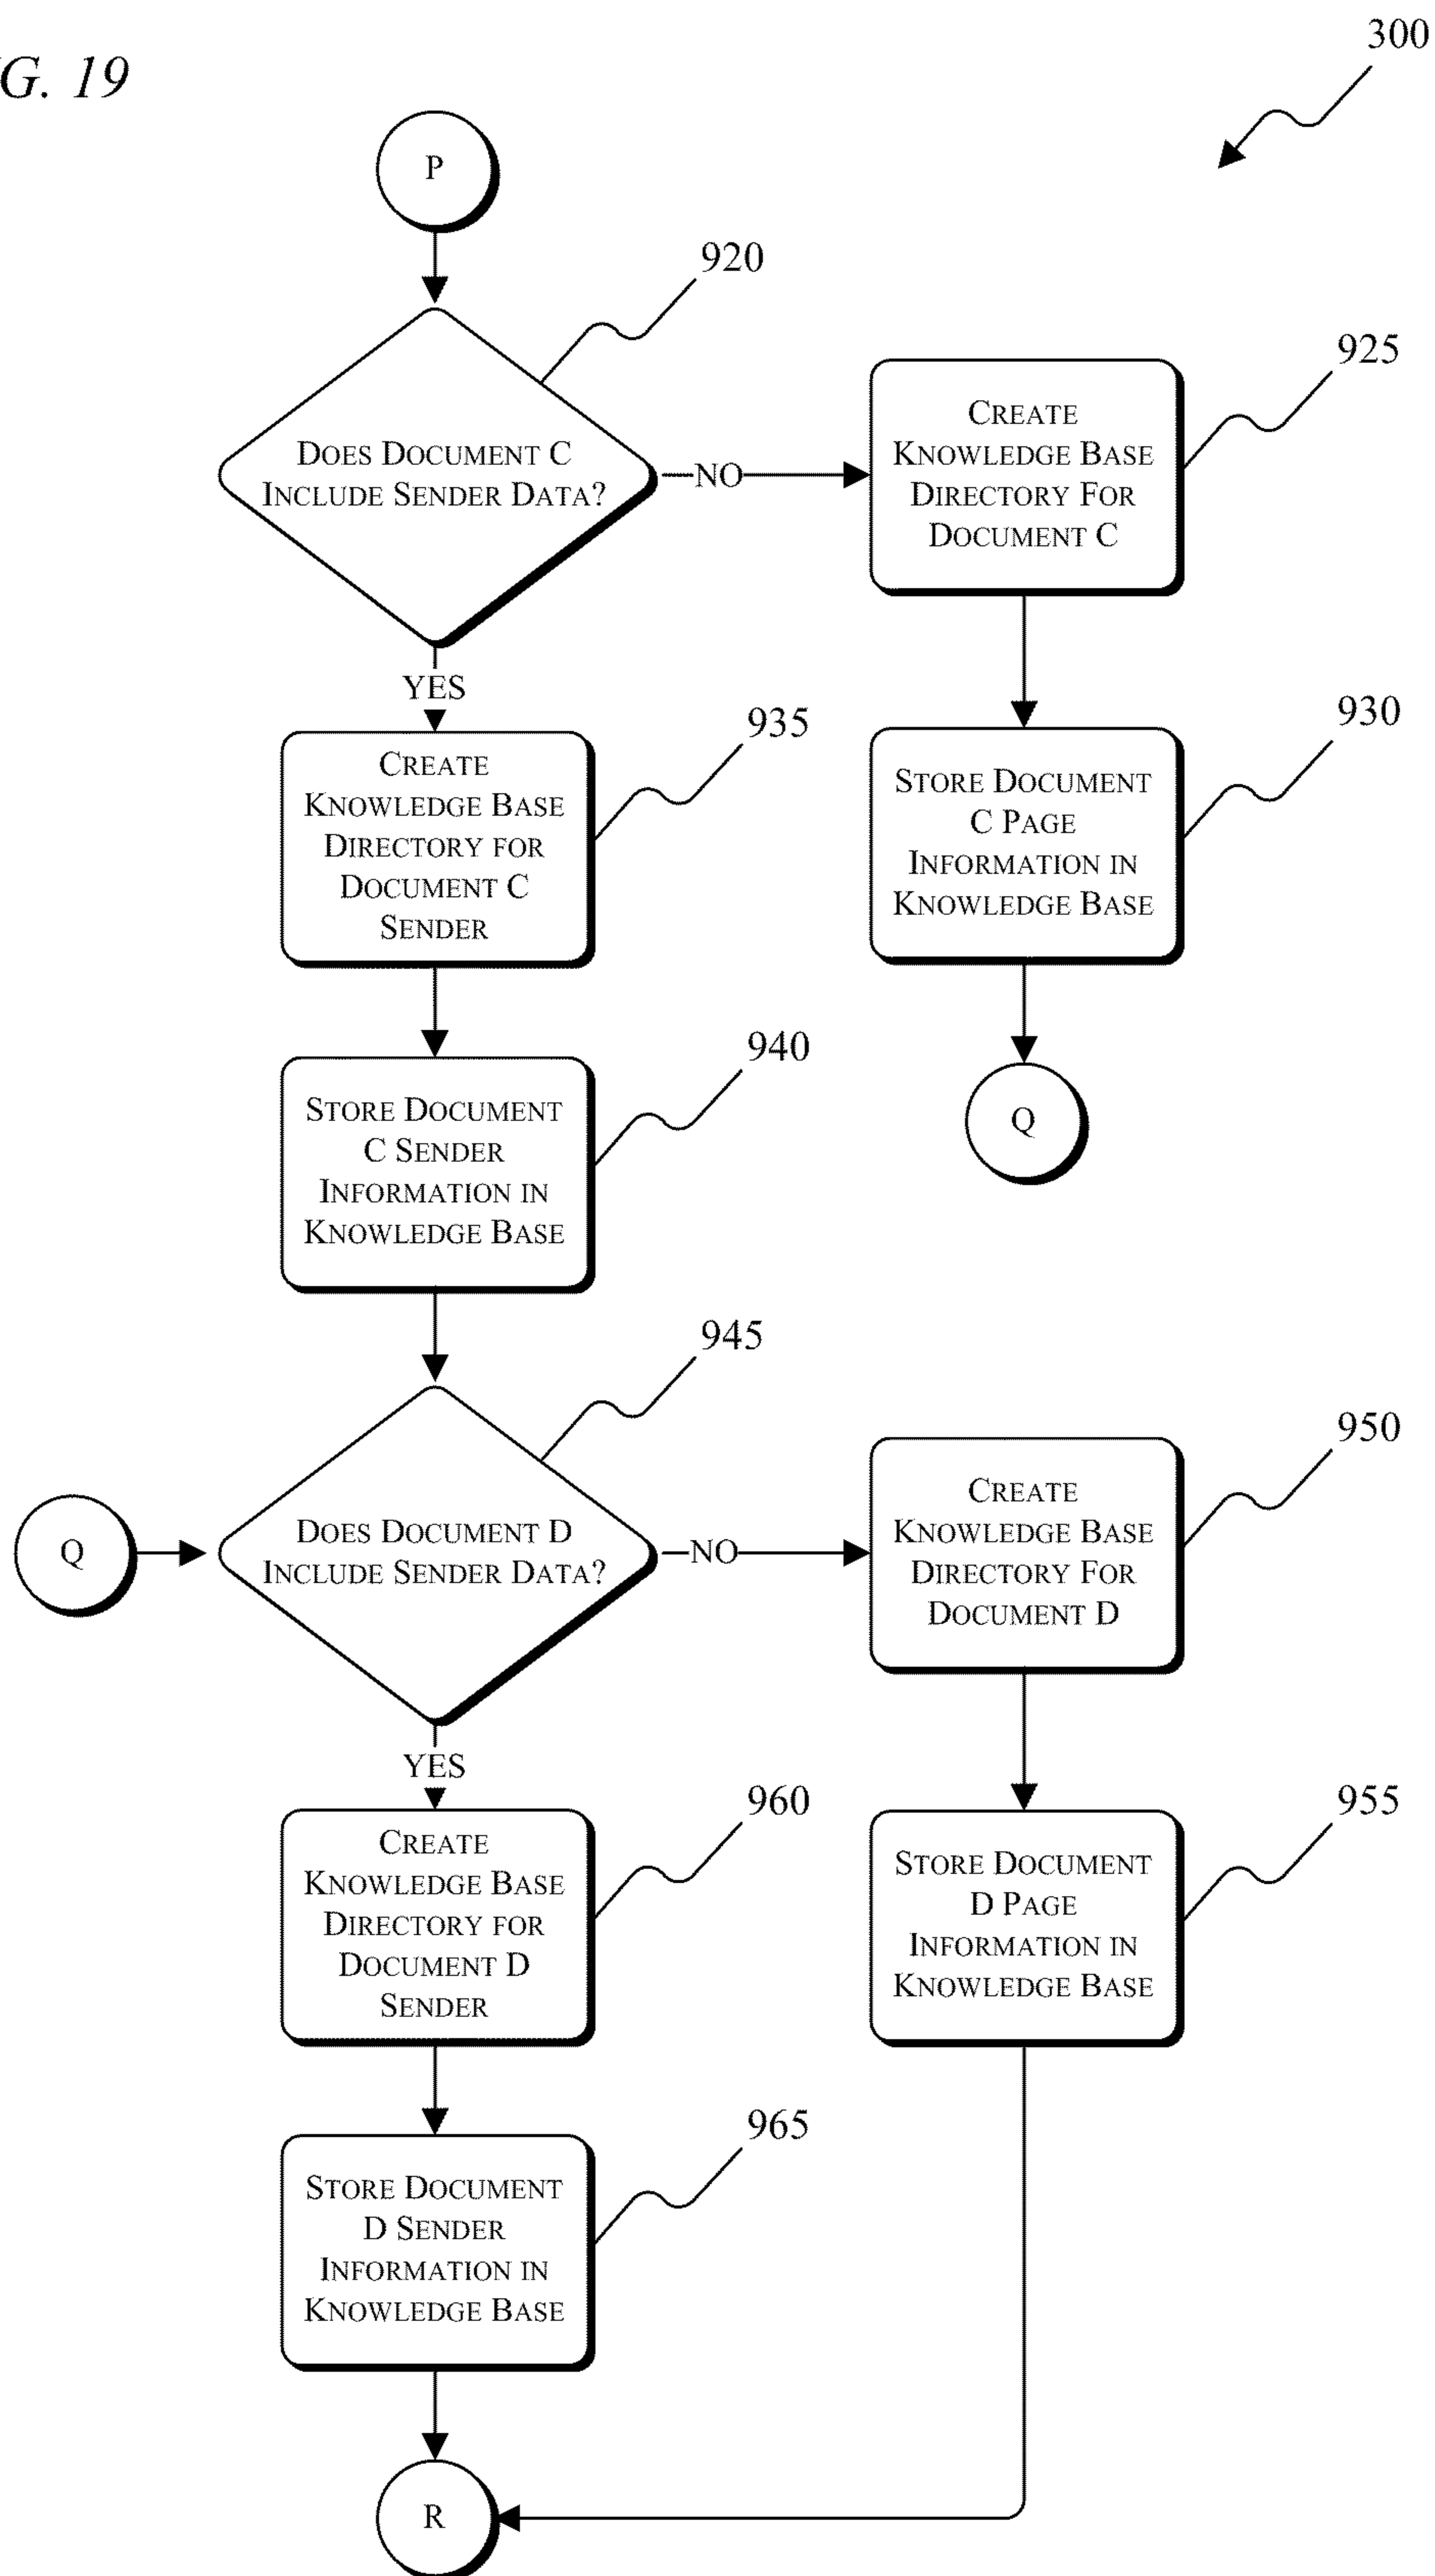 G. 19
300
P
920
DOES DOCUMENT C
INCLUDE SENDER DATA?
NO
925
CREATE
KNOWLEDGE BASE
DIRECTORY FOR
DOCUMENT C
YES
935
CREATE
KNOWLEDGE BASE
DIRECTORY FOR
DOCUMENT C
SENDER
930
STORE DOCUMENT
C PAGE
INFORMATION IN
KNOWLEDGE BASE
940
STORE DOCUMENT
C SENDER
INFORMATION IN
KNOWLEDGE BASE
Q
945
Q
DOES DOCUMENT D
INCLUDE SENDER DATA?
NO
950
CREATE
KNOWLEDGE BASE
DIRECTORY FOR
DOCUMENT D
YES
960
CREATE
KNOWLEDGE BASE
DIRECTORY FOR
DOCUMENT D
SENDER
955
STORE DOCUMENT
D PAGE
INFORMATION IN
KNOWLEDGE BASE
965
STORE DOCUMENT
D SENDER
INFORMATION IN
KNOWLEDGE BASE
R